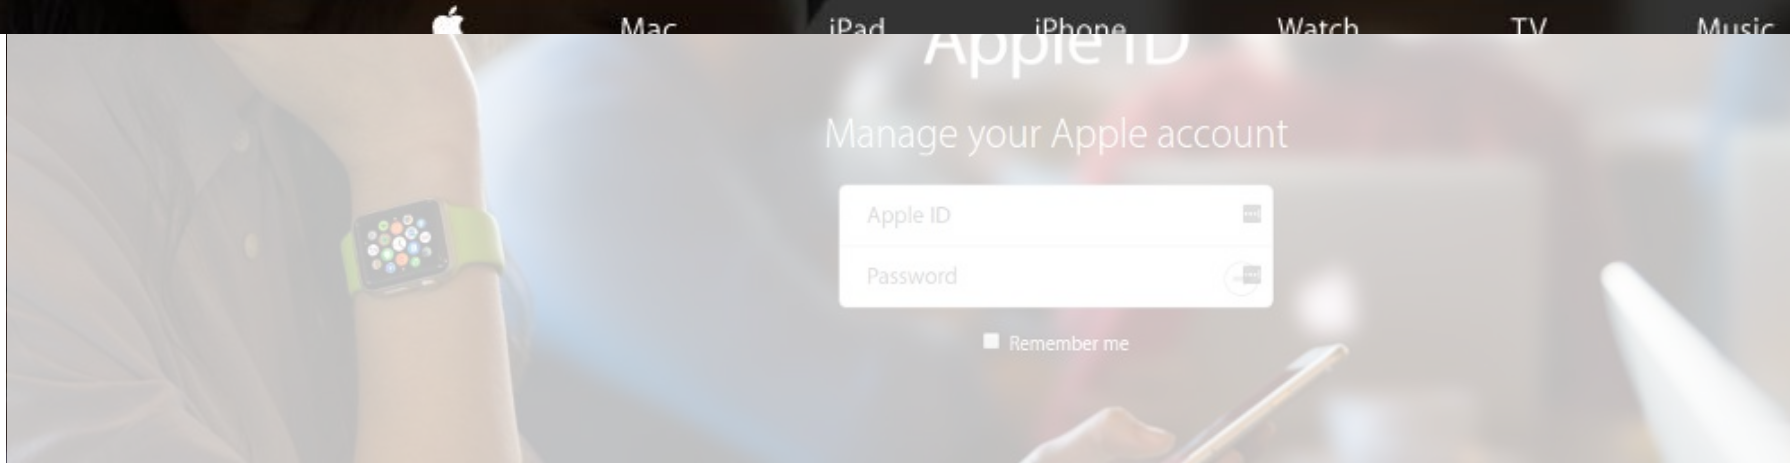 Mac iPad iPhone Watch TV Music
Apple ID
Manage your Apple account
Apple ID
Password
Remember me